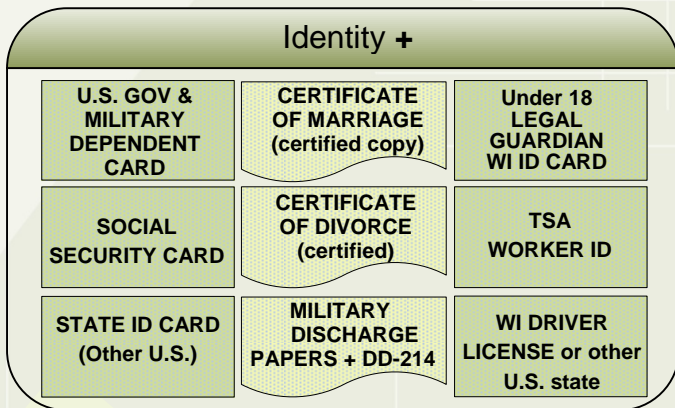 Identity +
U.S. GOV &
MILITARY
DEPENDENT
CARD
CERTIFICATE
OF MARRIAGE
(certified copy)
Under 18
LEGAL
GUARDIAN
WI ID CARD
SOCIAL
SECURITY CARD
CERTIFICATE
OF DIVORCE
(certified)
TSA
WORKER ID
STATE ID CARD
(Other U.S.)
MILITARY
DISCHARGE
PAPERS + DD-214
WI DRIVER
LICENSE or other
U.S. state